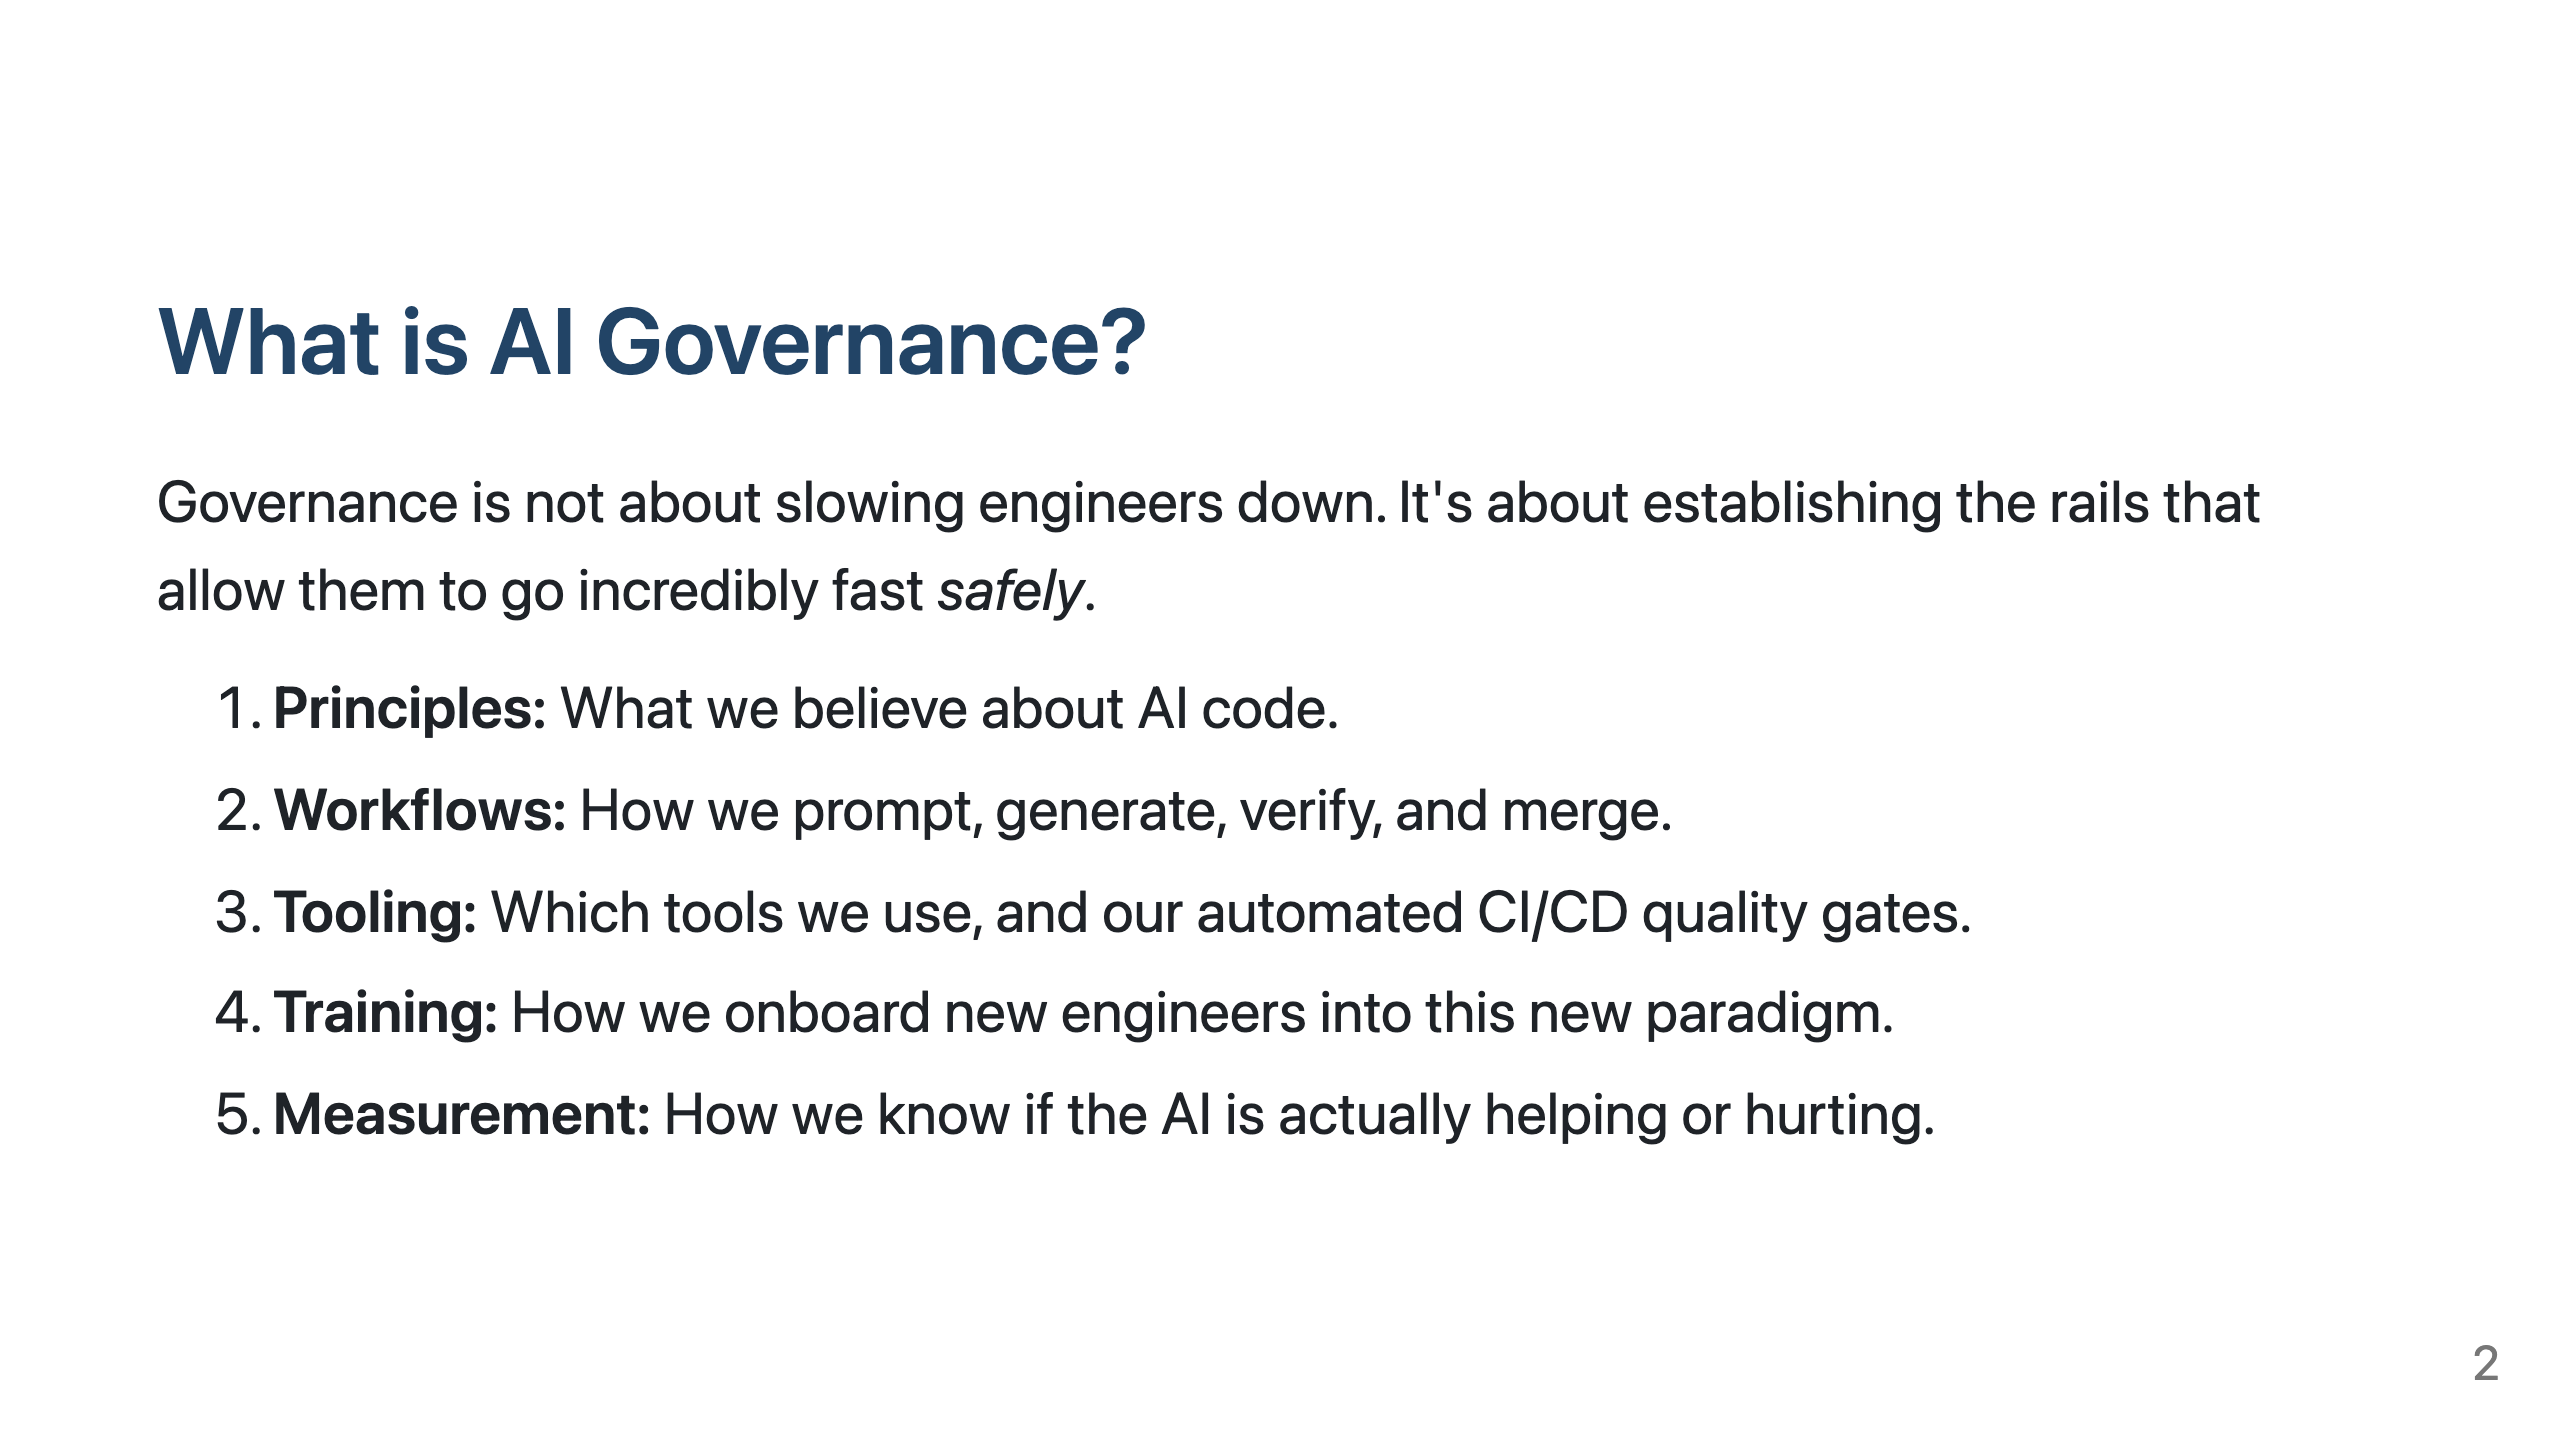 What is AI Governance?
Governance is not about slowing engineers down. It's about establishing the rails that
allow them to go incredibly fast safely.
1. Principles: What we believe about AI code.
2. Workflows: How we prompt, generate, verify, and merge.
3. Tooling: Which tools we use, and our automated CI/CD quality gates.
4. Training: How we onboard new engineers into this new paradigm.
5. Measurement: How we know if the AI is actually helping or hurting.
2